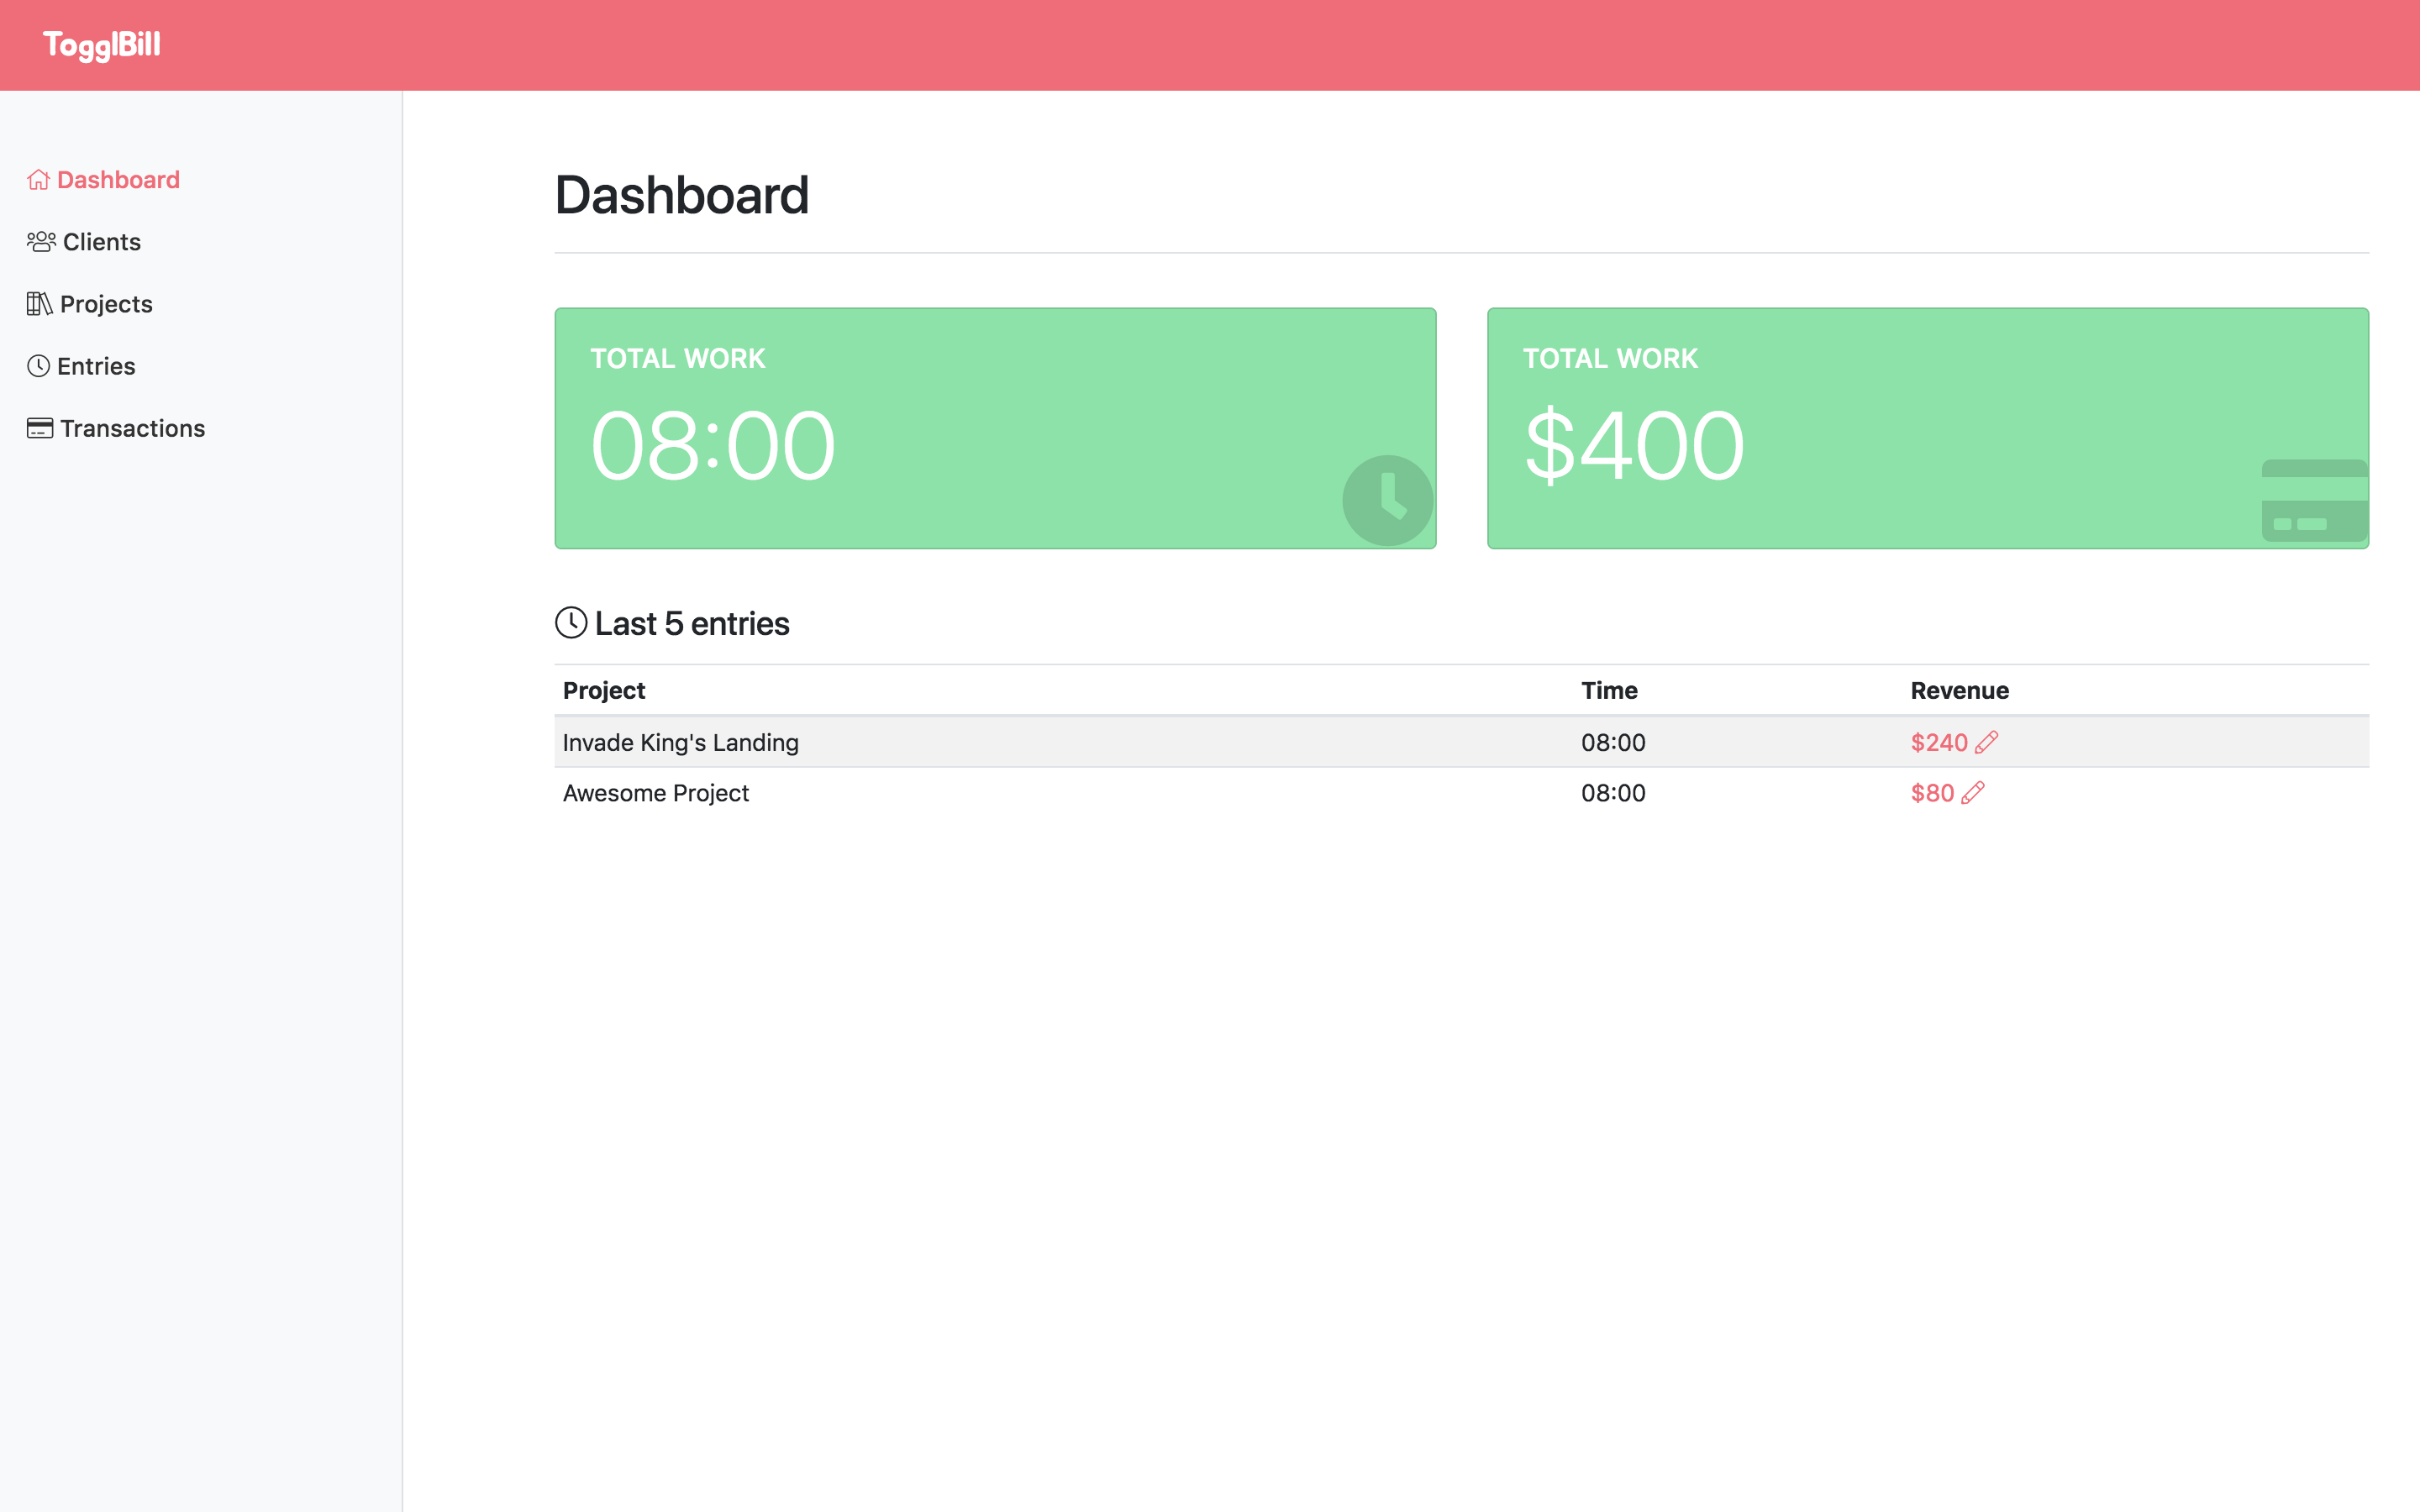 TogglBill
Dashboard
Clients
Projects
Entries
Transactions
Dashboard
TOTAL WORK
08:00
TOTAL WORK
$400
Last 5 entries
Project Time Revenue
Invade King's Landing 08:00 $240
Awesome Project 08:00 $80